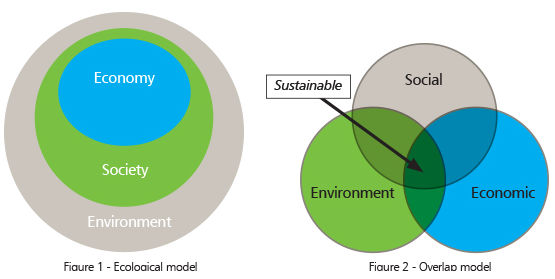 Economy
Society
Environment
Figure 1 - Ecological model
Sustainable
Social
Environment
Economic
Figure 2 - Overlap model